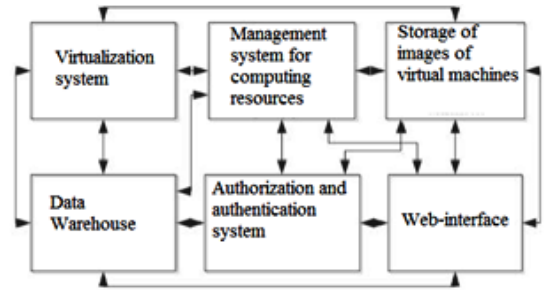 Virtualization
system
Management
system for
computing
resources
Storage of
images of
virtual machines
Data
Warehouse
Authorization and
authentication
system
Web-interface